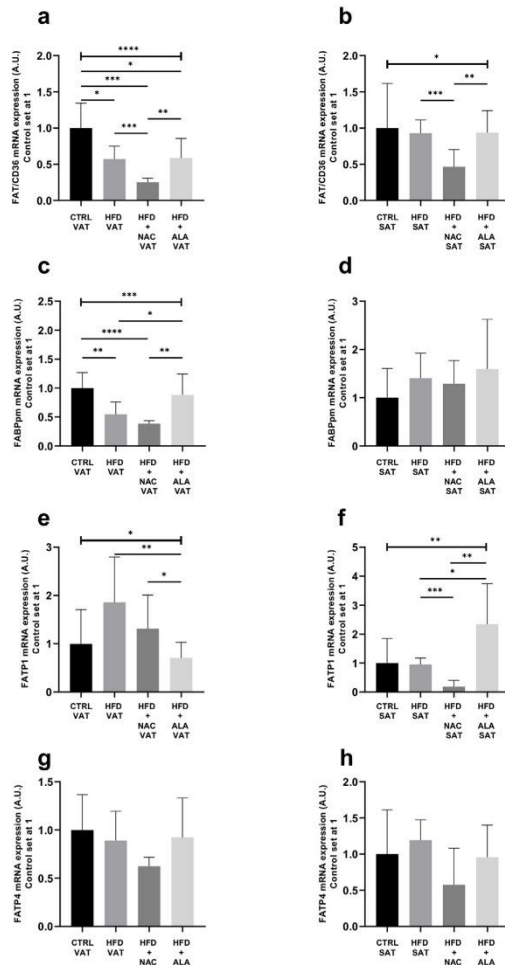 a
FAT/CD36 mRNA expression (A.U.)
Control set at 1
2.0
1.5
1.0
0.5
0.0
****
*
***
*
**
***
CTRL VAT
HFD VAT
HFD + NAC VAT
HFD + ALA VAT
b
FAT/CD36 mRNA expression (A.U.)
Control set at 1
2.0
1.5
1.0
0.5
0.0
*
**
***
CTRL SAT
HFD SAT
HFD + NAC SAT
HFD + ALA SAT
c
FABPpm mRNA expression (A.U.)
Control set at 1
2.5
2.0
1.5
1.0
0.5
0.0
***
*
****
**
**
CTRL VAT
HFD VAT
HFD + NAC VAT
HFD + ALA VAT
d
FABPpm mRNA expression (A.U.)
Control set at 1
3
2
1
0
CTRL SAT
HFD SAT
HFD + NAC SAT
HFD + ALA SAT
e
FATP1 mRNA expression (A.U.)
Control set at 1
3
2
1
0
*
**
*
CTRL VAT
HFD VAT
HFD + NAC VAT
HFD + ALA VAT
f
FATP1 mRNA expression (A.U.)
Control set at 1
5
4
3
2
1
0
**
**
*
***
CTRL SAT
HFD SAT
HFD + NAC SAT
HFD + ALA SAT
g
FATP4 mRNA expression (A.U.)
Control set at 1
1.5
1.0
0.5
0.0
CTRL VAT
HFD VAT
HFD + NAC
HFD + ALA
h
FATP4 mRNA expression (A.U.)
Control set at 1
2.0
1.5
1.0
0.5
0.0
CTRL SAT
HFD SAT
HFD + NAC
HFD + ALA